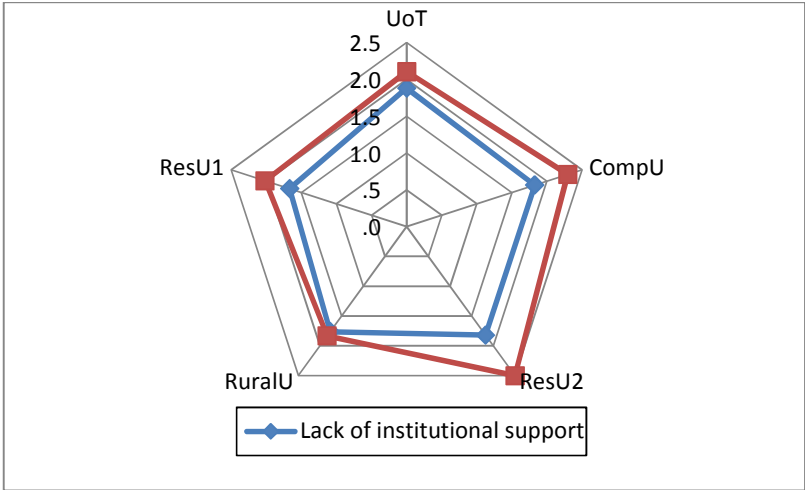 UoT
2.5
2.0
1.5
1.0
.5
.0
CompU
ResU1
RuralU
ResU2
Lack of institutional support